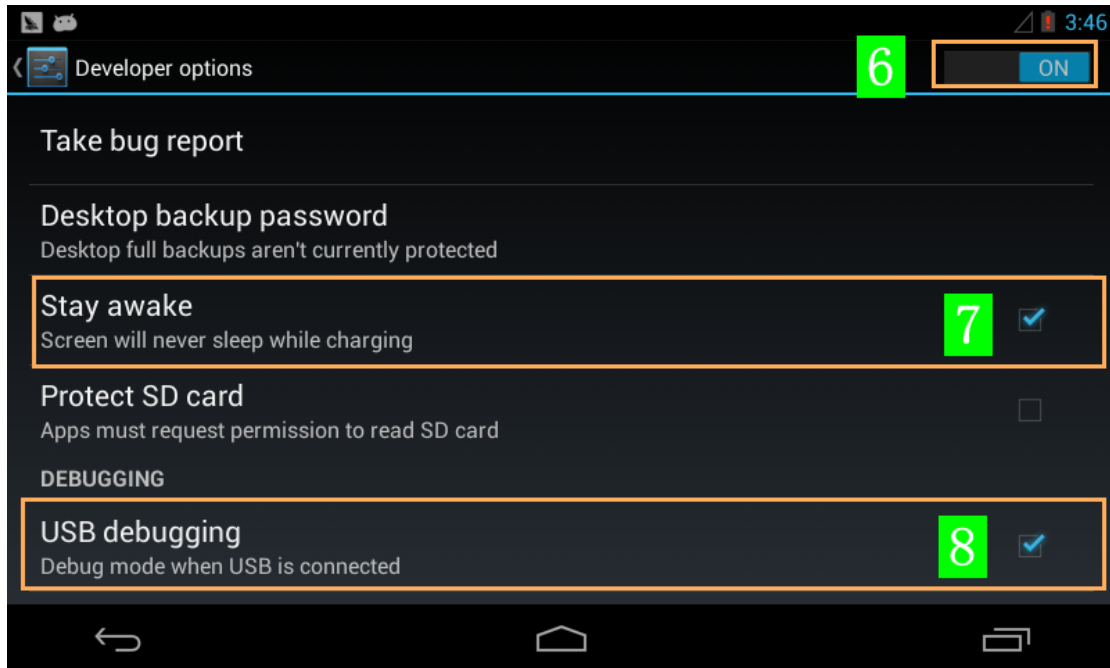 3:46
Developer options 6 ON
Take bug report
Desktop backup password
Desktop full backups aren't currently protected
Stay awake
7
Screen will never sleep while charging
Protect SD card
Apps must request permission to read SD card
DEBUGGING
USB debugging
8
Debug mode when USB is connected